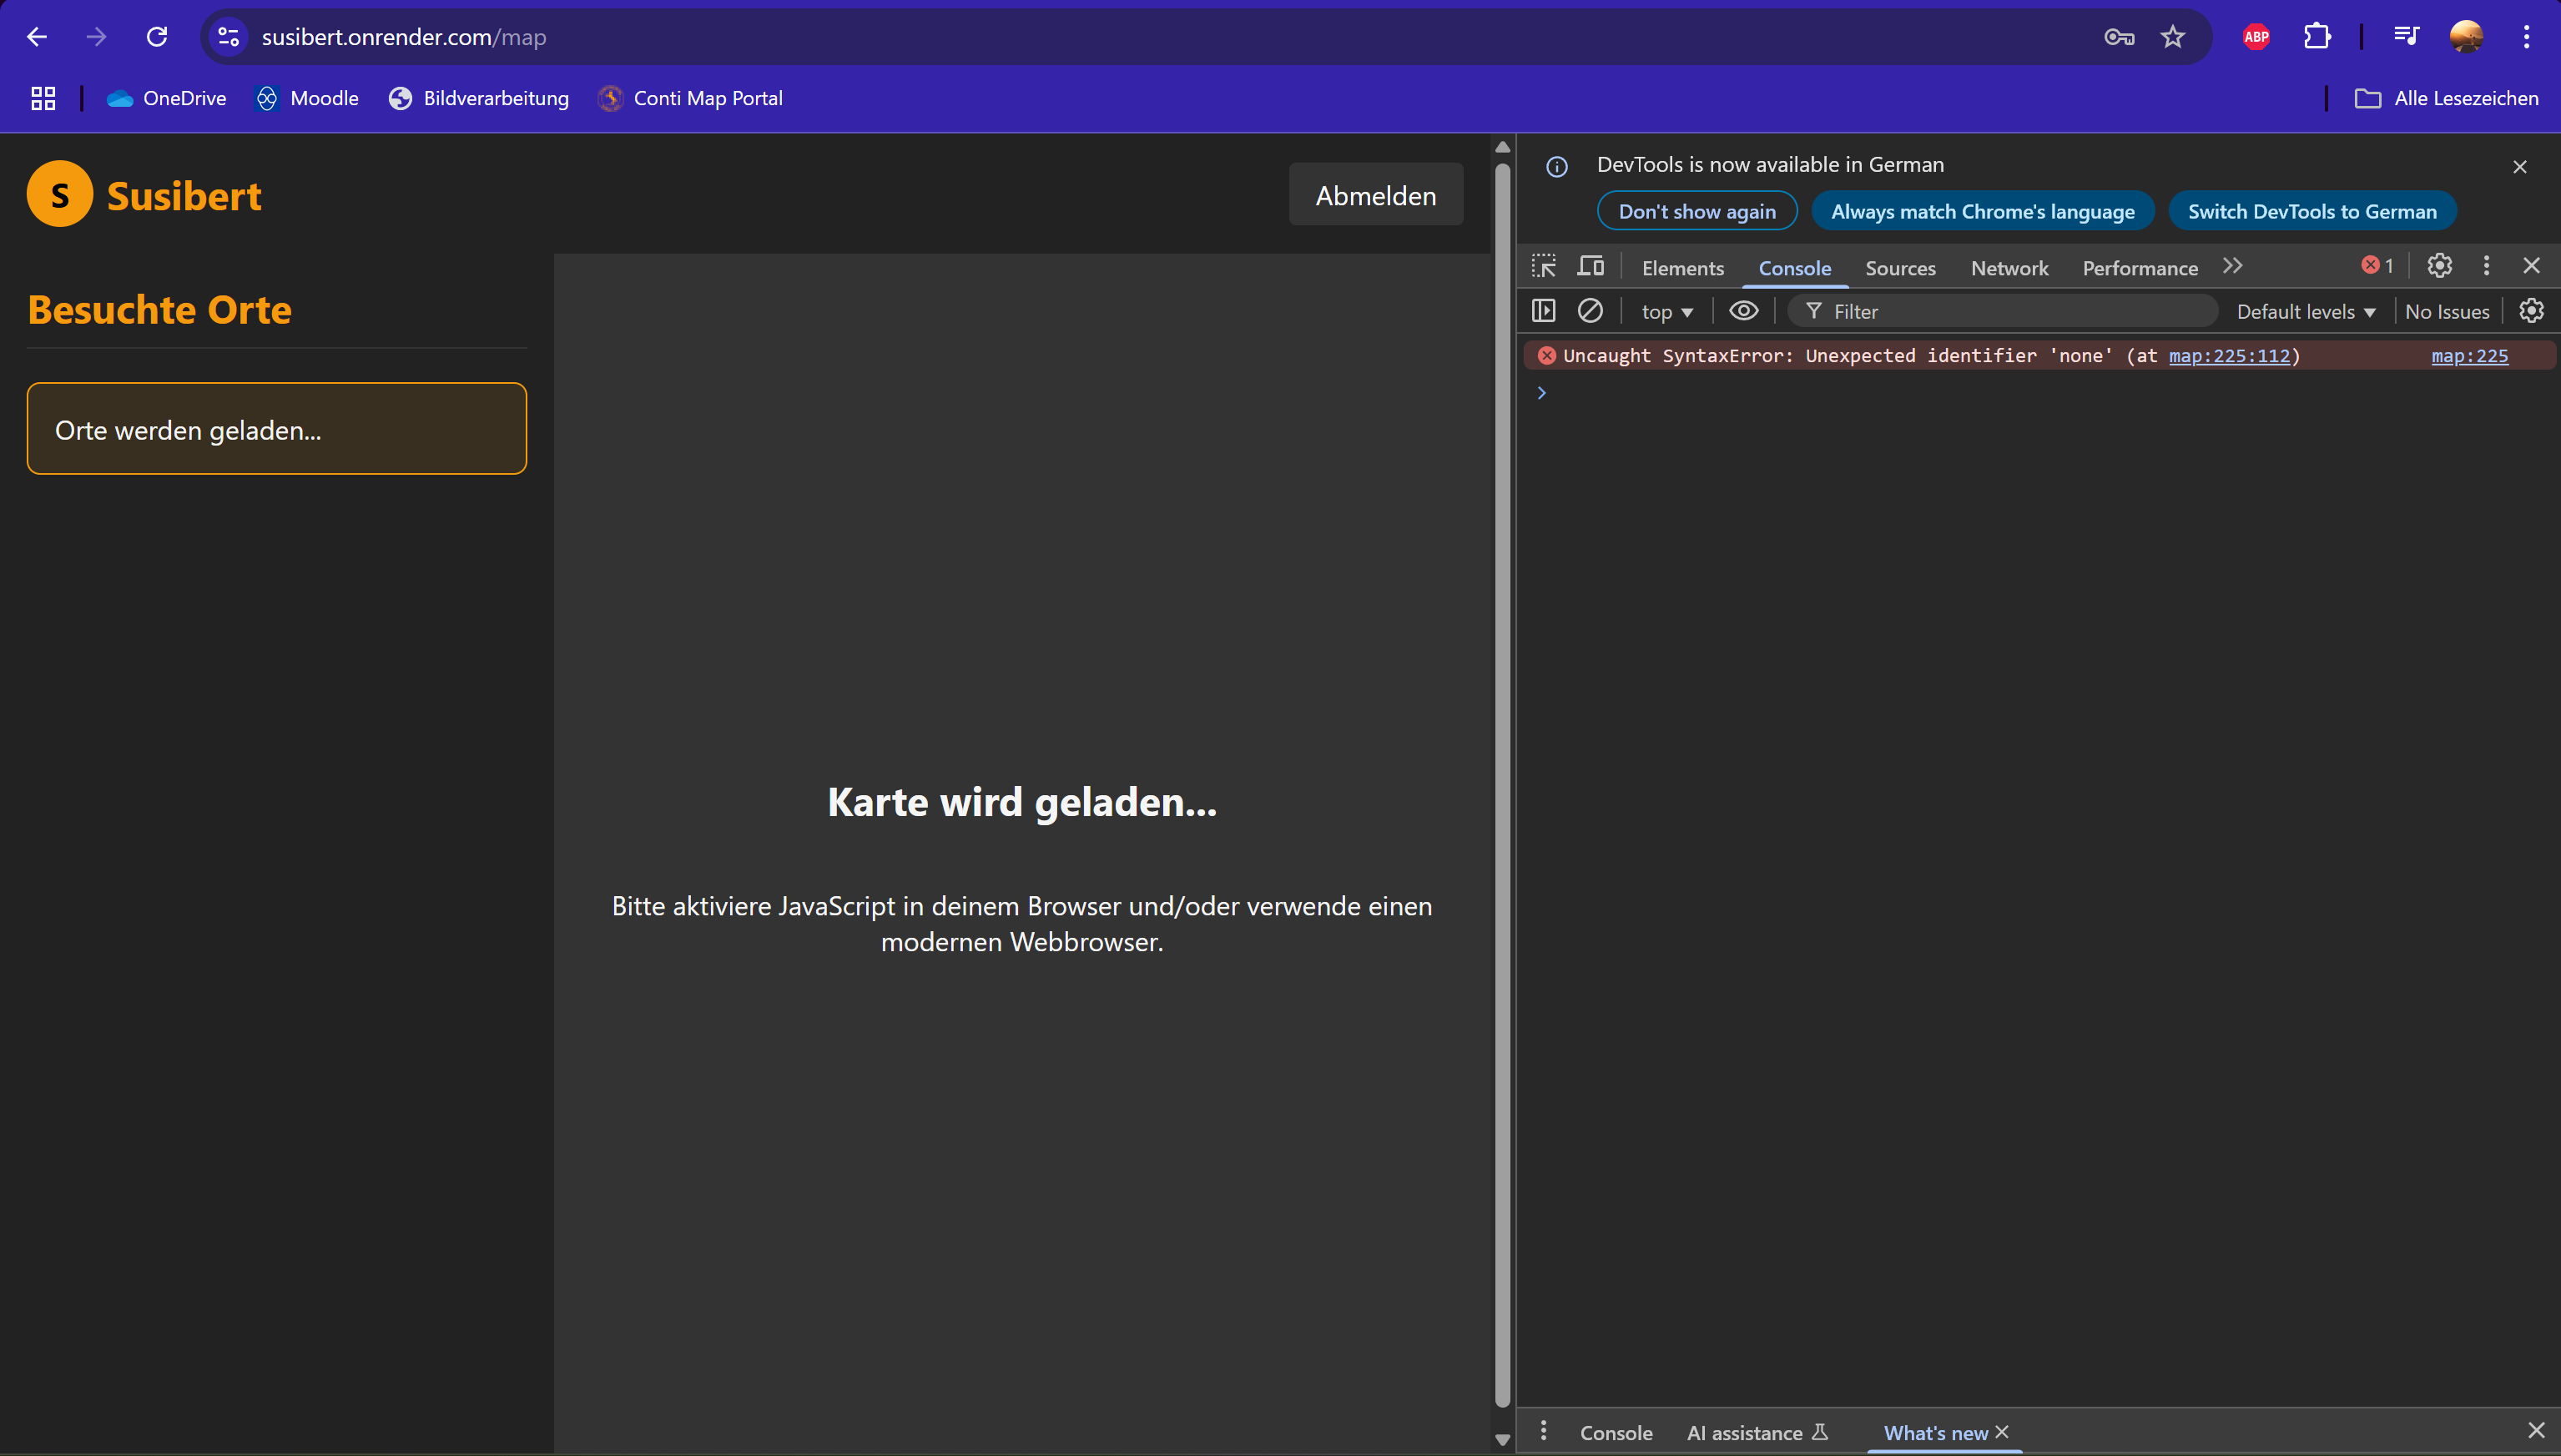 susibert.onrender.com/map
ABP
OneDrive
Moodle
Bildverarbeitung
Conti Map Portal
Alle Lesezeichen
S
Susibert
Abmelden
Besuchte Orte
Orte werden geladen...
Karte wird geladen...
Bitte aktiviere JavaScript in deinem Browser und/oder verwende einen
modernen Webbrowser.
DevTools is now available in German
Don't show again
Always match Chrome's language
Switch DevTools to German
Elements
Console
Sources
Network
Performance
1
top
Filter
Default levels
No Issues
Uncaught SyntaxError: Unexpected identifier 'none' (at map:225:112)
map:225
Console
AI assistance
What's new